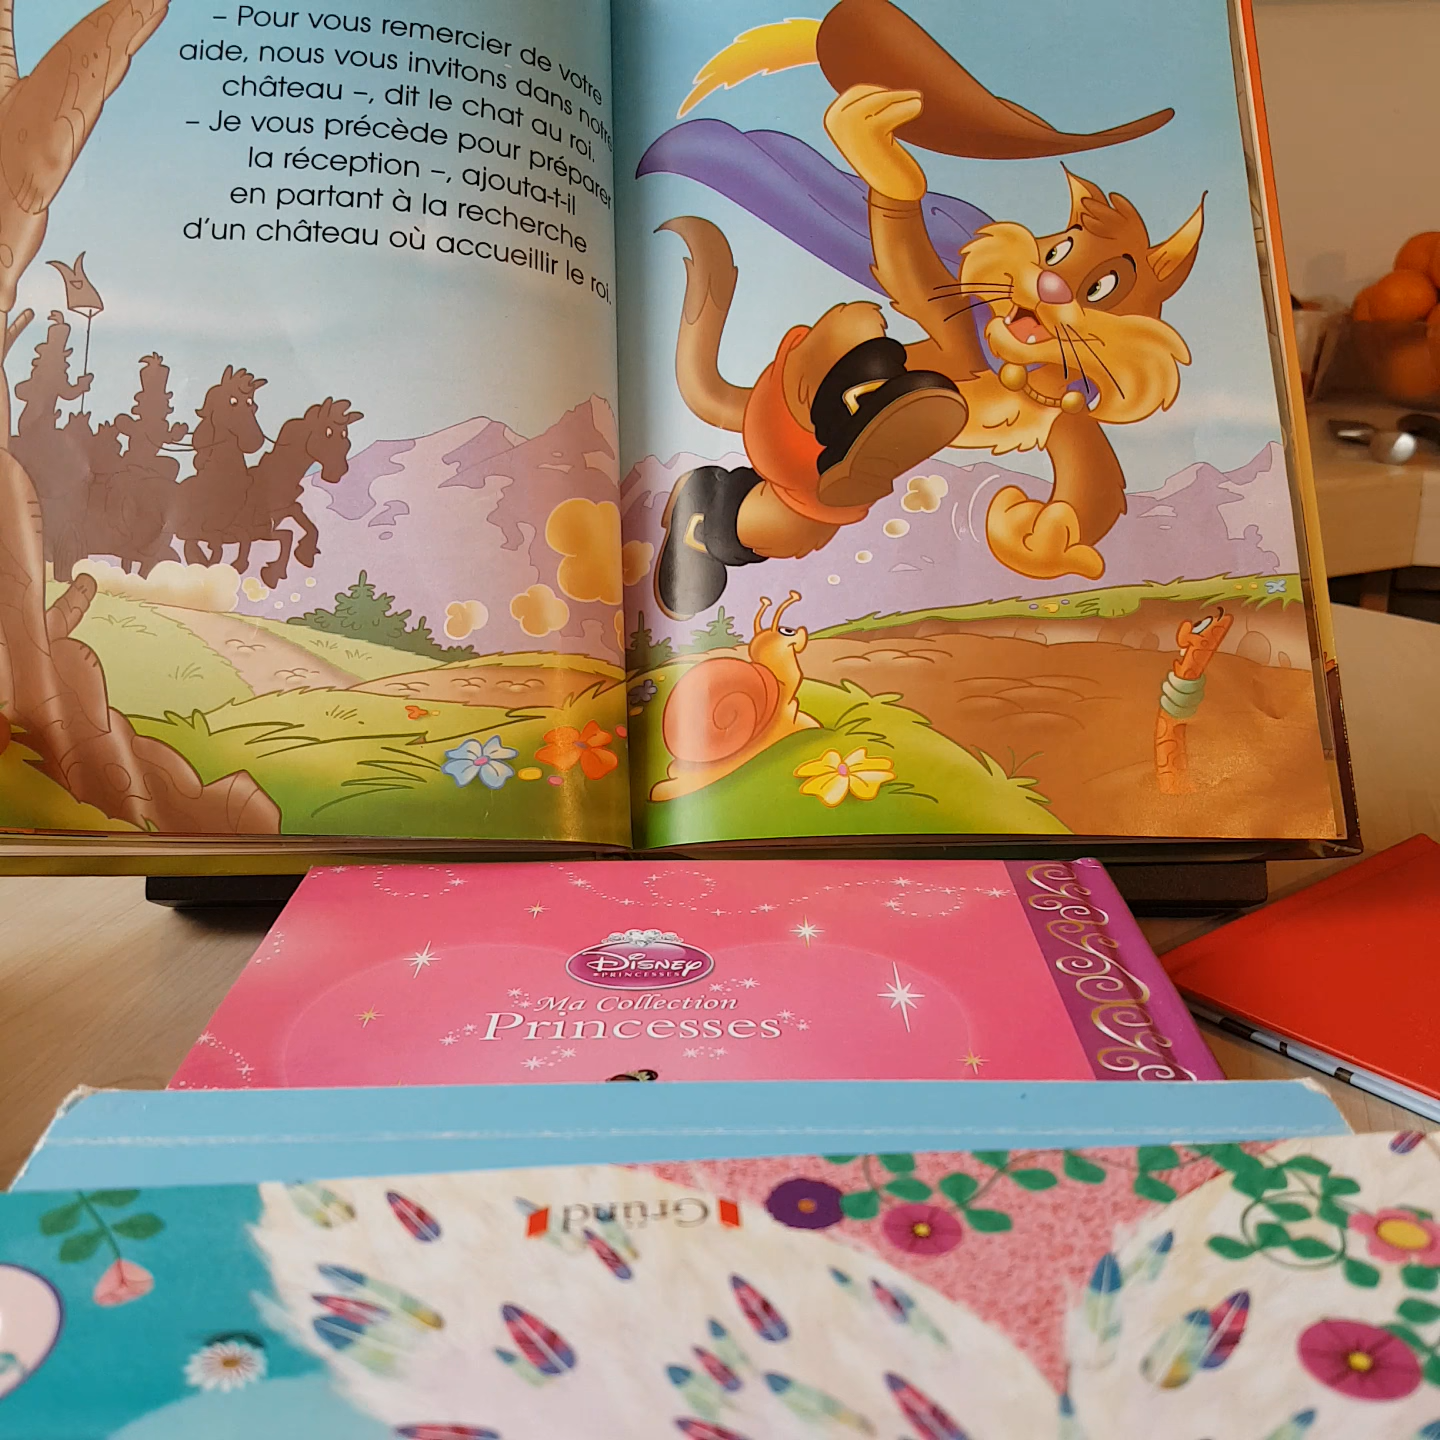 – Pour vous remercier de votre
aide, nous vous invitons dans notre
château –, dit le chat au roi.
– Je vous précède pour préparer
la réception –, ajouta-t-il
en partant à la recherche
d'un château où accueillir le roi.
Disney
PRINCESSES
Ma Collection
Princesses
Gründ